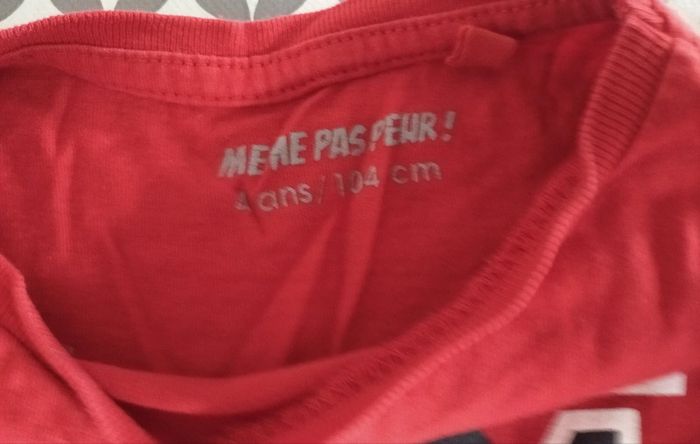 MEME PAS PEUR !
4 ans / 104 cm